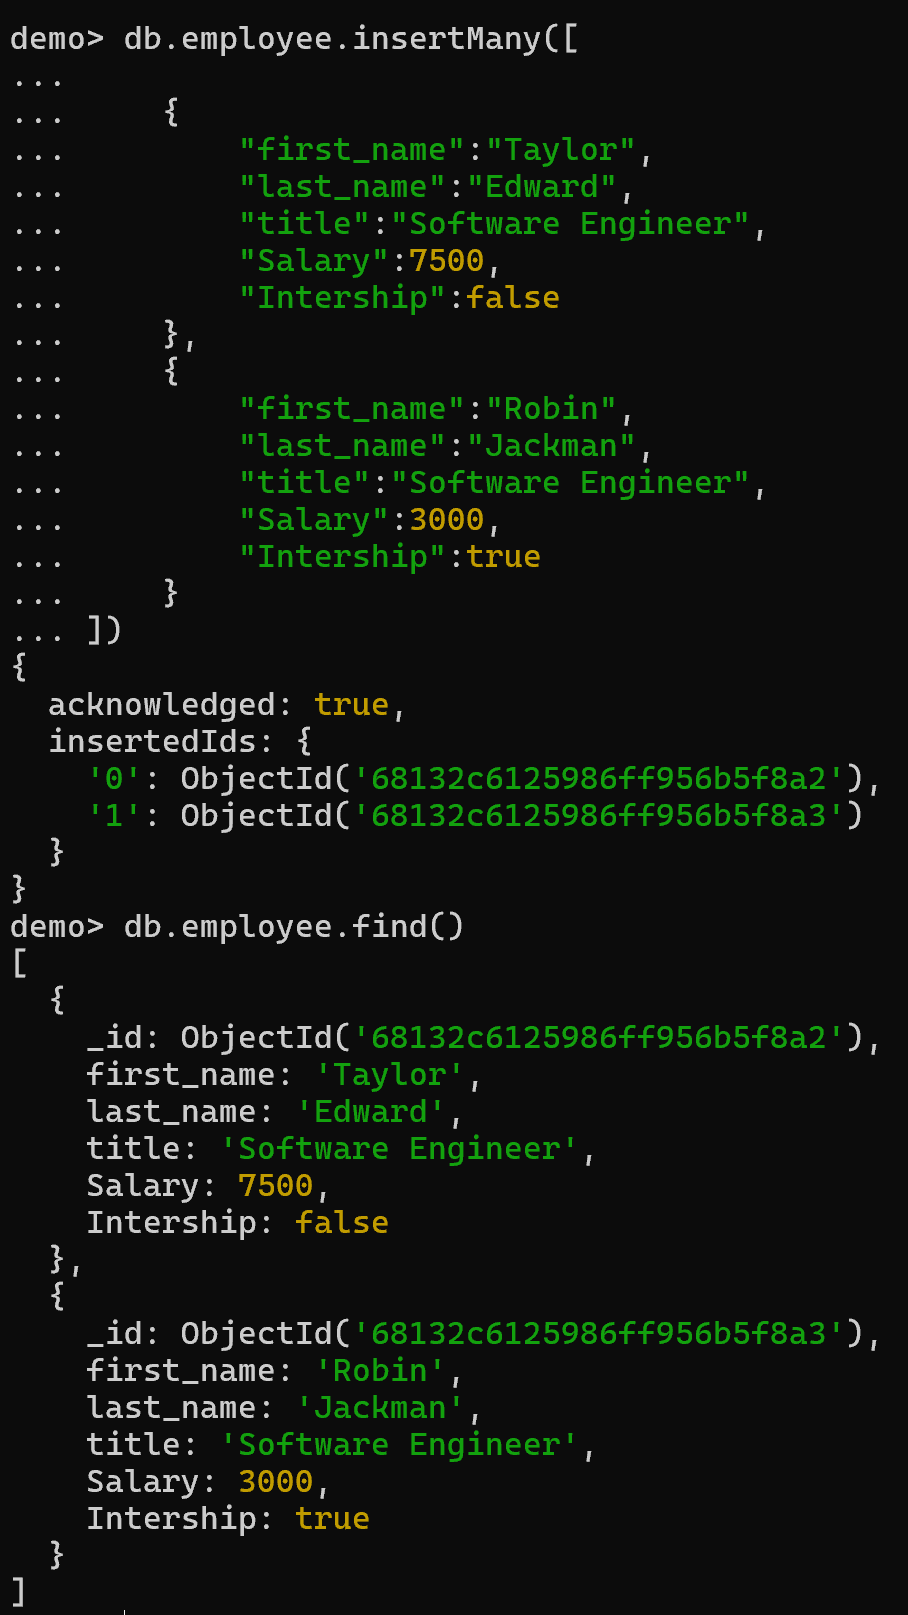 demo> db.employee.insertMany([
...
...     {
...         "first_name":"Taylor",
...         "last_name":"Edward",
...         "title":"Software Engineer",
...         "Salary":7500,
...         "Intership":false
...     },
...     {
...         "first_name":"Robin",
...         "last_name":"Jackman",
...         "title":"Software Engineer",
...         "Salary":3000,
...         "Intership":true
...     }
... ])
{
  acknowledged: true,
  insertedIds: {
    '0': ObjectId('68132c6125986ff956b5f8a2'),
    '1': ObjectId('68132c6125986ff956b5f8a3')
  }
}
demo> db.employee.find()
[
  {
    _id: ObjectId('68132c6125986ff956b5f8a2'),
    first_name: 'Taylor',
    last_name: 'Edward',
    title: 'Software Engineer',
    Salary: 7500,
    Intership: false
  },
  {
    _id: ObjectId('68132c6125986ff956b5f8a3'),
    first_name: 'Robin',
    last_name: 'Jackman',
    title: 'Software Engineer',
    Salary: 3000,
    Intership: true
  }
]